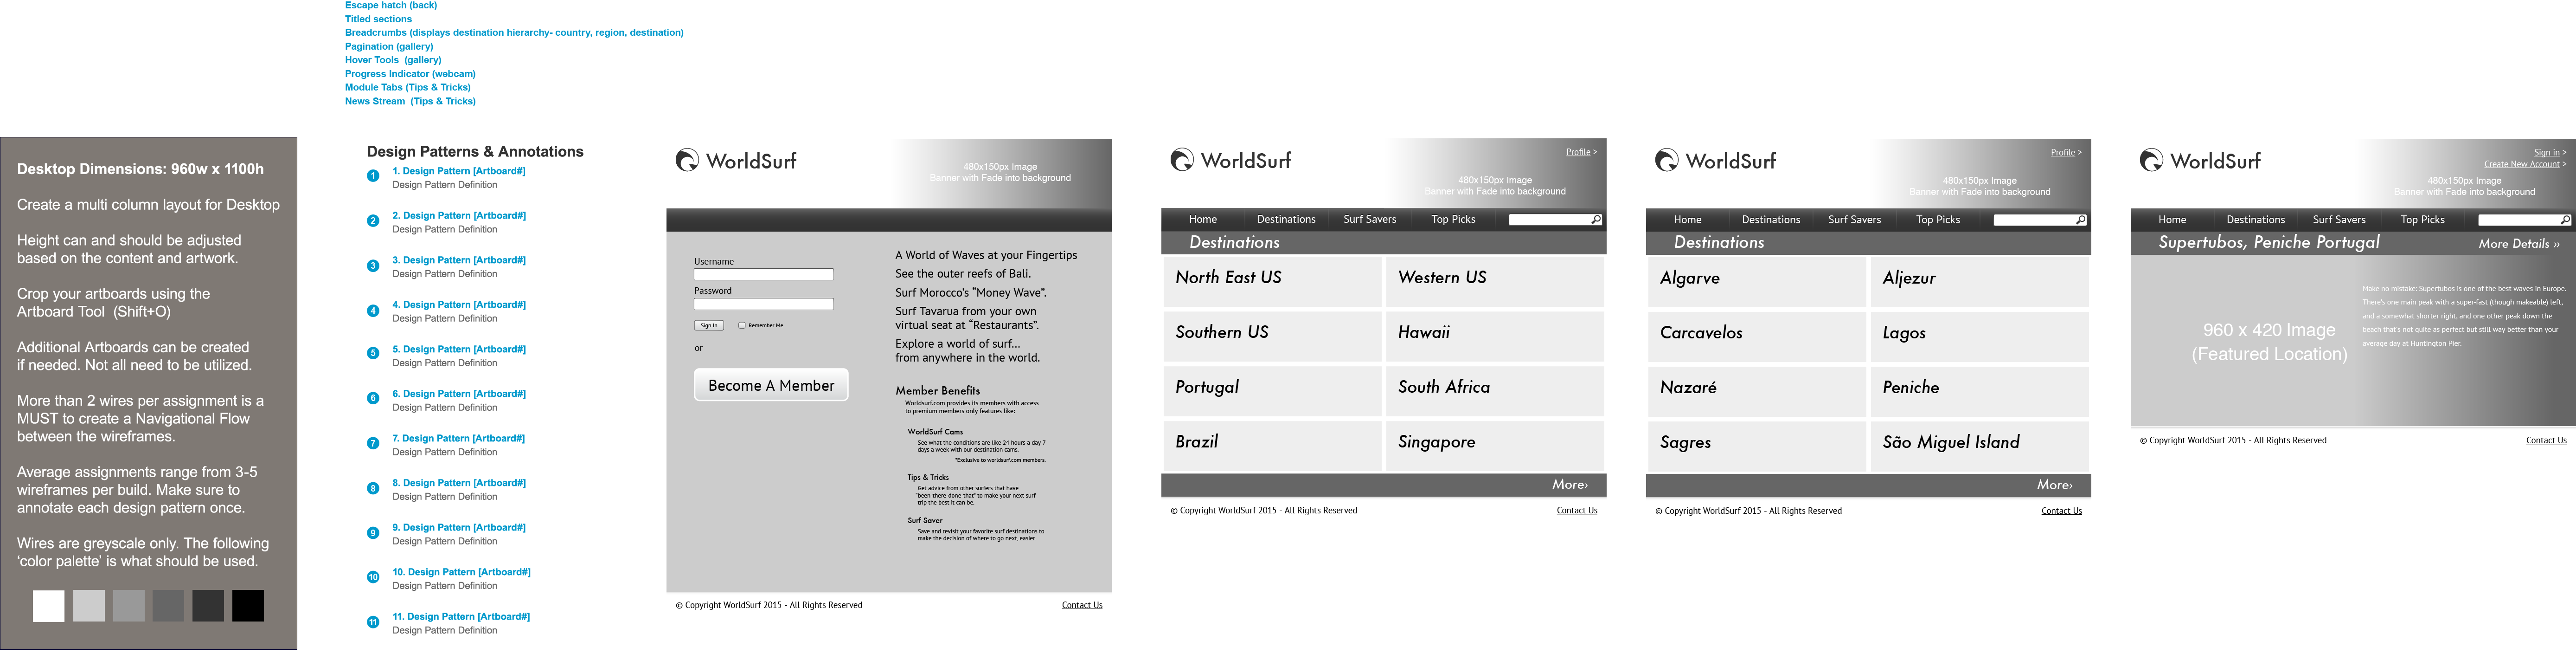 Escape hatch (back)
Titled sections
Breadcrumbs (displays destination hierarchy- country, region, destination)
Pagination (gallery)
Hover Tools  (gallery)
Progress Indicator (webcam)
Module Tabs (Tips & Tricks)
News Stream  (Tips & Tricks)
Desktop Dimensions: 960w x 1100h
Create a multi column layout for Desktop
Height can and should be adjusted
based on the content and artwork.
Crop your artboards using the
Artboard Tool  (Shift+O)
Additional Artboards can be created
if needed. Not all need to be utilized.
More than 2 wires per assignment is a
MUST to create a Navigational Flow
between the wireframes.
Average assignments range from 3-5
wireframes per build. Make sure to
annotate each design pattern once.
Wires are greyscale only. The following
‘color palette’ is what should be used.
Design Patterns & Annotations
1 1. Design Pattern [Artboard#]
Design Pattern Definition
2 2. Design Pattern [Artboard#]
Design Pattern Definition
3 3. Design Pattern [Artboard#]
Design Pattern Definition
4 4. Design Pattern [Artboard#]
Design Pattern Definition
5 5. Design Pattern [Artboard#]
Design Pattern Definition
6 6. Design Pattern [Artboard#]
Design Pattern Definition
7 7. Design Pattern [Artboard#]
Design Pattern Definition
8 8. Design Pattern [Artboard#]
Design Pattern Definition
9 9. Design Pattern [Artboard#]
Design Pattern Definition
10 10. Design Pattern [Artboard#]
Design Pattern Definition
11 11. Design Pattern [Artboard#]
Design Pattern Definition
WorldSurf
480x150px Image
Banner with Fade into background
Username
Password
Sign In Remember Me
or
Become A Member
A World of Waves at your Fingertips
See the outer reefs of Bali.
Surf Morocco's “Money Wave”.
Surf Tavarua from your own
virtual seat at “Restaurants”.
Explore a world of surf...
from anywhere in the world.
Member Benefits
Worldsurf.com provides its members with access
to premium members only features like:
WorldSurf Cams
See what the conditions are like 24 hours a day 7
days a week with our destination cams.
*Exclusive to worldsurf.com members.
Tips & Tricks
Get advice from other surfers that have
“been-there-done-that” to make your next surf
trip the best it can be.
Surf Saver
Save and revisit your favorite surf destinations to
make the decision of where to go next, easier.
© Copyright WorldSurf 2015 - All Rights Reserved
Contact Us
WorldSurf
Profile >
480x150px Image
Banner with Fade into background
Home Destinations Surf Savers Top Picks
Destinations
North East US Western US
Southern US Hawaii
Portugal South Africa
Brazil Singapore
More›
© Copyright WorldSurf 2015 - All Rights Reserved
Contact Us
WorldSurf
Profile >
480x150px Image
Banner with Fade into background
Home Destinations Surf Savers Top Picks
Destinations
Algarve Aljezur
Carcavelos Lagos
Nazaré Peniche
Sagres São Miguel Island
More›
© Copyright WorldSurf 2015 - All Rights Reserved
Contact Us
WorldSurf
Sign in >
Create New Account >
480x150px Image
Banner with Fade into background
Home Destinations Surf Savers Top Picks
Supertubos, Peniche Portugal More Details »
960 x 420 Image
(Featured Location)
Make no mistake: Supertubos is one of the best waves in Europe.
There's one main peak with a super-fast (though makeable) left,
and a somewhat shorter right, and one other peak down the
beach that's not quite as perfect but still way better than your
average day at Huntington Pier.
© Copyright WorldSurf 2015 - All Rights Reserved
Contact Us